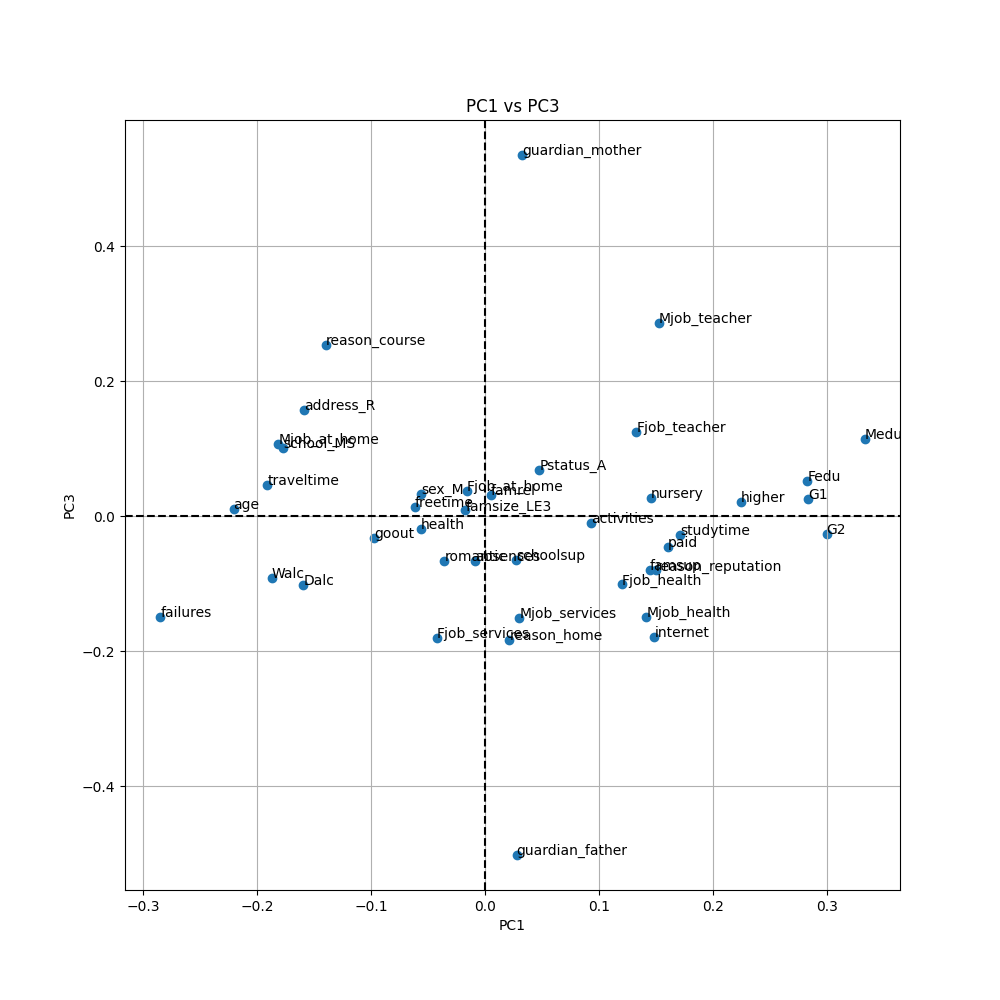 PC1 vs PC3
guardian_mother
Mjob_teacher
reason_course
address_R
Fjob_teacher
Medu
Mjob_at_home
school_MS
Pstatus_A
Fedu
traveltime
Fjob_at_home
famrel
sex_M
nursery
G1
higher
age
freetime
famsize_LE3
activities
health
goout
studytime
G2
paid
romantic
absences
schoolsup
famsup
reason_reputation
Walc
Dalc
Fjob_health
failures
Mjob_services
Mjob_health
Fjob_services
reason_home
internet
guardian_father
0.4
0.2
0.0
−0.2
−0.4
PC3
−0.3 −0.2 −0.1 0.0 0.1 0.2 0.3
PC1